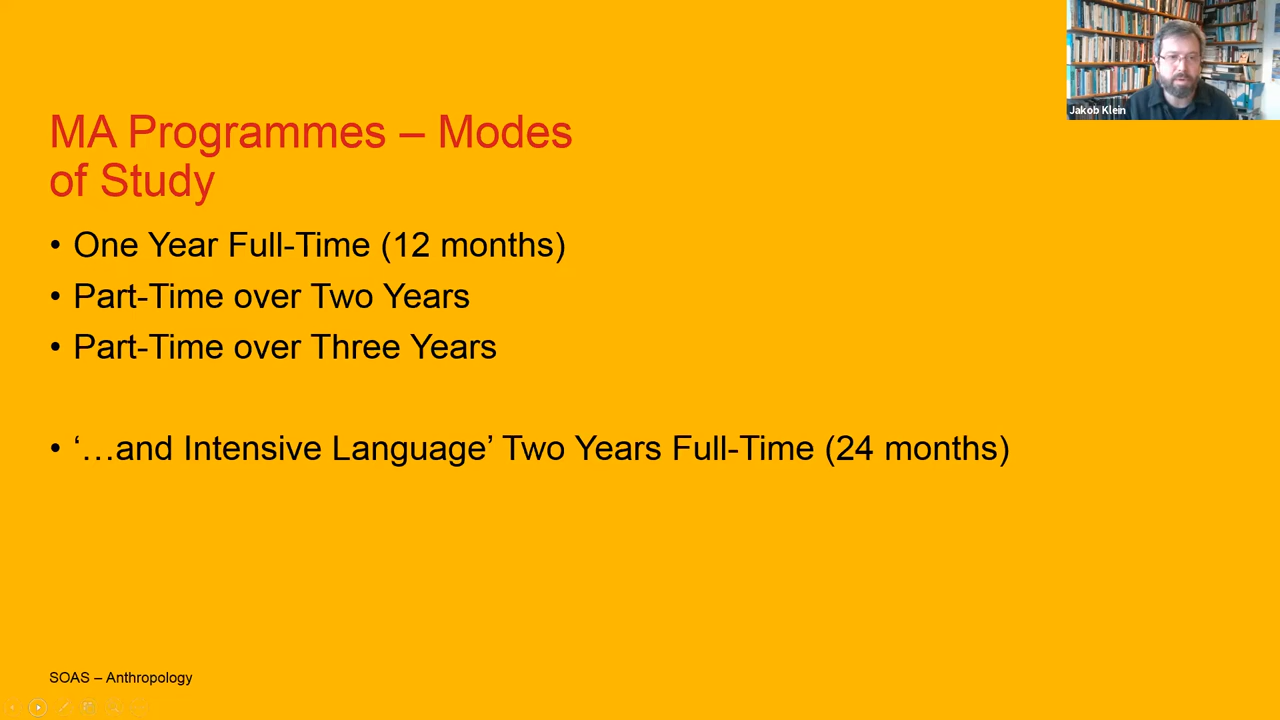 MA Programmes – Modes
of Study
• One Year Full-Time (12 months)
• Part-Time over Two Years
• Part-Time over Three Years
• ‘…and Intensive Language’ Two Years Full-Time (24 months)
SOAS – Anthropology
Jakob Klein